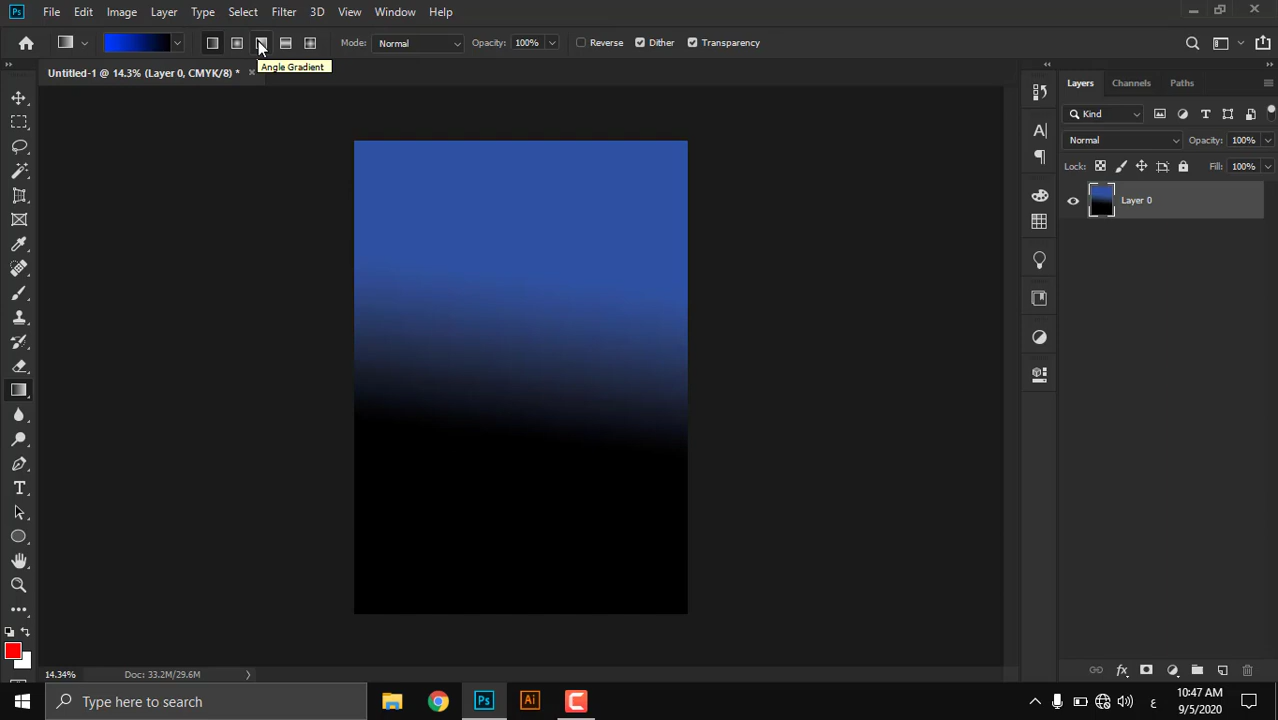 Ps File Edit Image Layer Type Select Filter 3D View Window Help
Mode: Normal Opacity: 100% Reverse Dither Transparency
Angle Gradient
Untitled-1 @ 14.3% (Layer 0, CMYK/8) * ×
Layers Channels Paths
Kind
Normal Opacity: 100%
Lock: Fill: 100%
Layer 0
14.34% Doc: 33.2M/29.6M
Type here to search
Ps Ai
ع
10:47 AM
9/5/2020